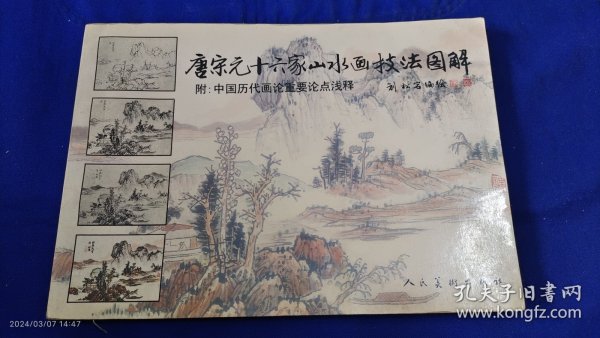 唐宋元十六家山水画技法图解
附:中国历代画论重要论点浅释
刘松岩编绘
人民美术出版
2024/03/07 14:47
孔夫子旧书网
www.kongfz.com